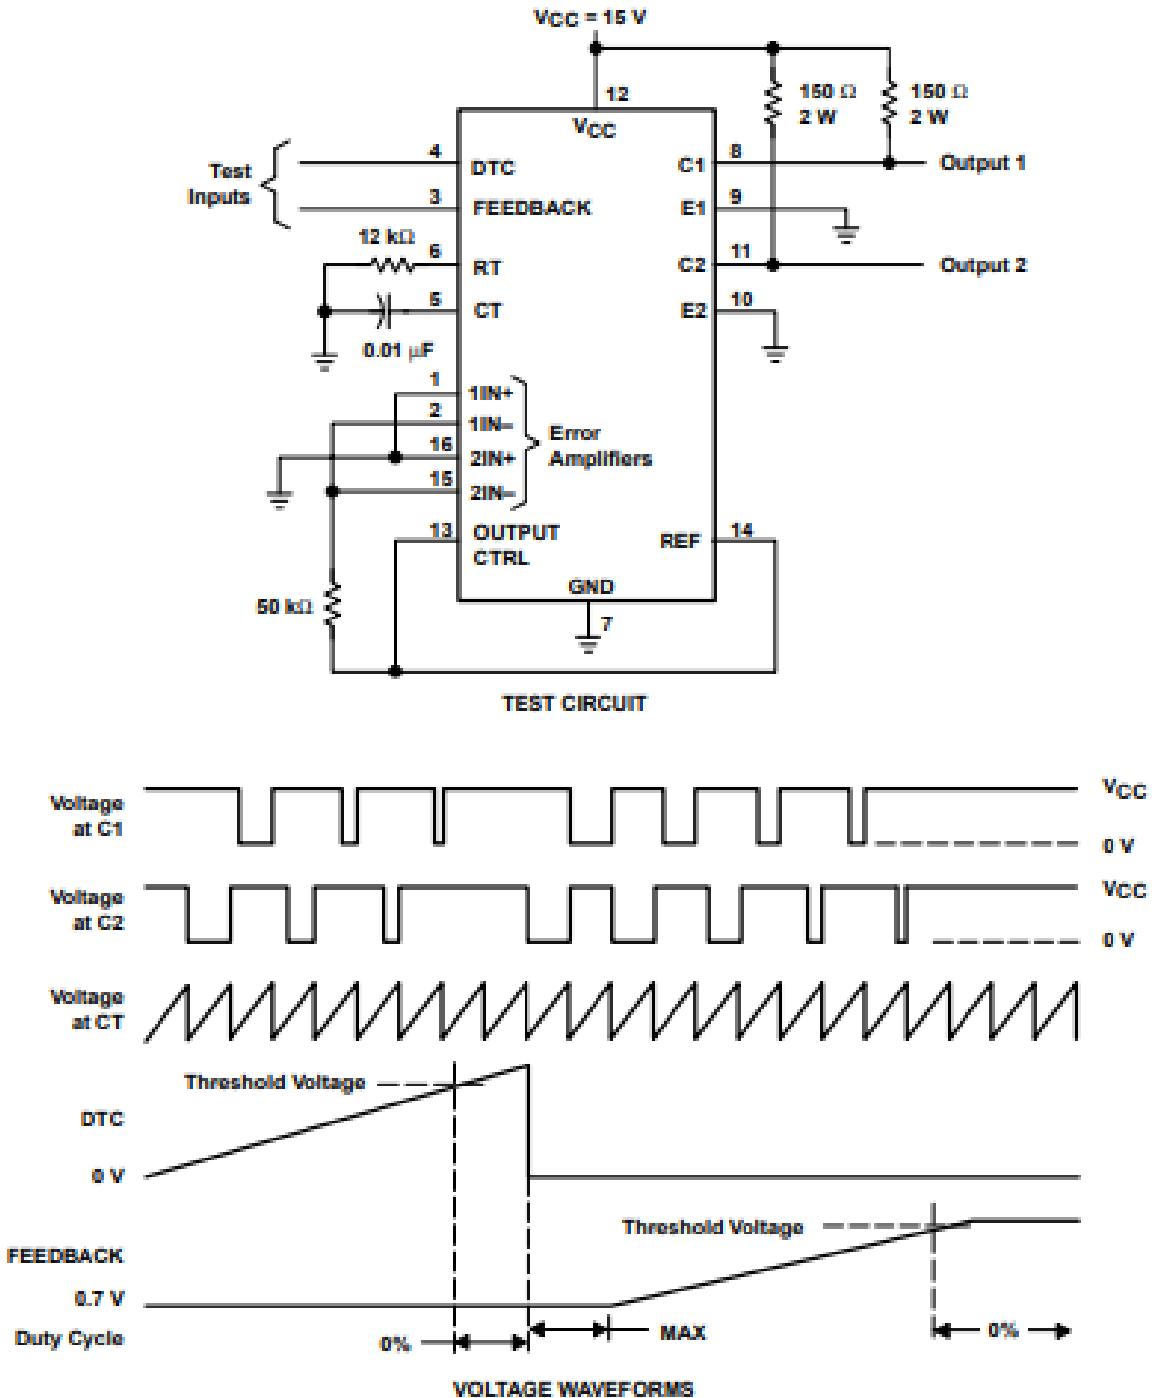 VCC = 15 V
12
VCC
150 Ω
2 W
150 Ω
2 W
Test
Inputs
4
DTC
C1
8
Output 1
3
FEEDBACK
E1
9
12 kΩ
6
RT
C2
11
Output 2
5
CT
E2
10
0.01 µF
1
1IN+
2
1IN–
16
2IN+
15
2IN–
Error
Amplifiers
13
OUTPUT
CTRL
REF
14
50 kΩ
GND
7
TEST CIRCUIT
Voltage
at C1
VCC
0 V
Voltage
at C2
VCC
0 V
Voltage
at CT
Threshold Voltage
DTC
0 V
Threshold Voltage
FEEDBACK
0.7 V
Duty Cycle
0%
MAX
0%
VOLTAGE WAVEFORMS